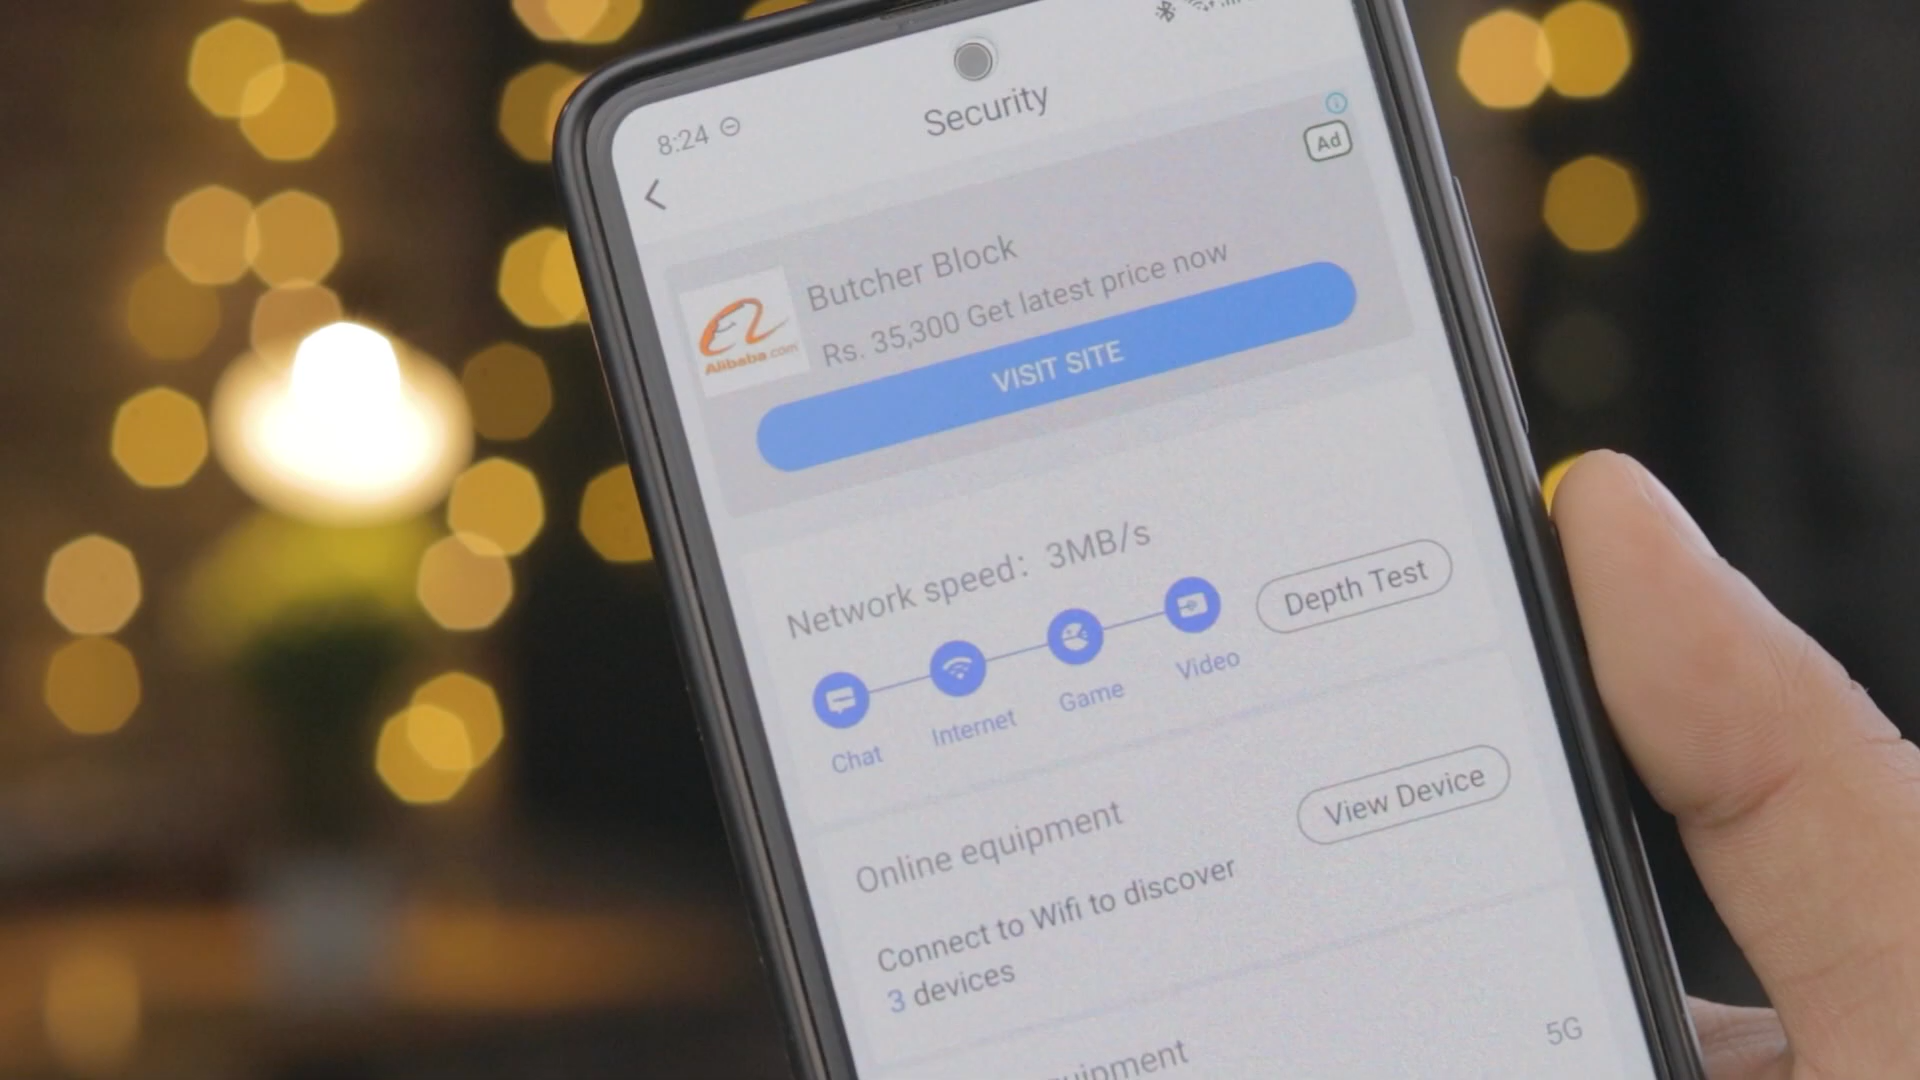 8:24
Security
Ad
Butcher Block
Rs. 35,300 Get latest price now
Alibaba.com
VISIT SITE
Network speed: 3MB/s
Depth Test
Chat
Internet
Game
Video
Online equipment
View Device
Connect to Wifi to discover
3 devices
5G